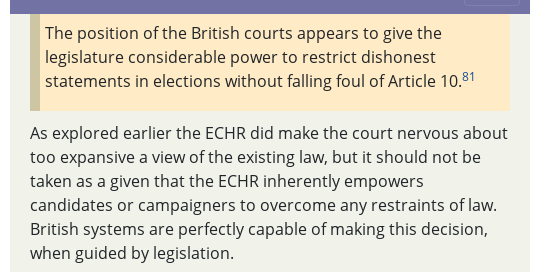 The position of the British courts appears to give the
legislature considerable power to restrict dishonest
statements in elections without falling foul of Article 10.81
As explored earlier the ECHR did make the court nervous about
too expansive a view of the existing law, but it should not be
taken as a given that the ECHR inherently empowers
candidates or campaigners to overcome any restraints of law.
British systems are perfectly capable of making this decision,
when guided by legislation.